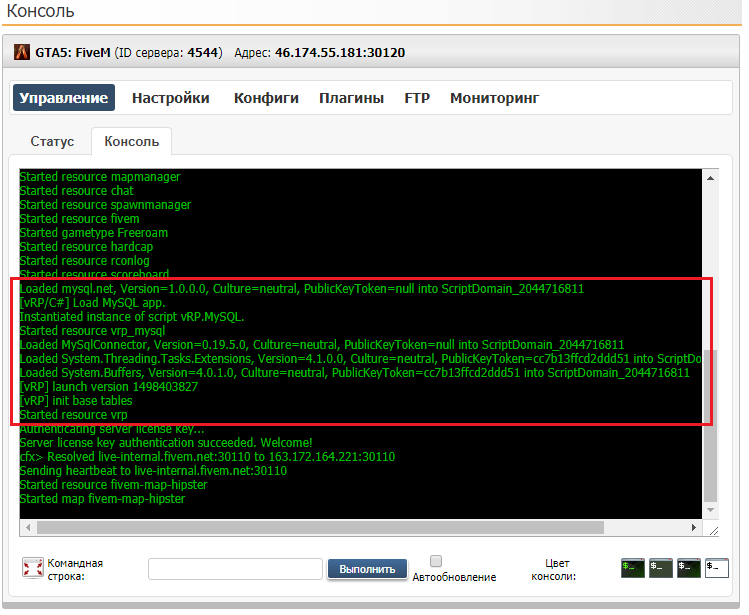 Консоль
GTA5: FiveM (ID сервера: 4544) Адрес: 46.174.55.181:30120
Управление Настройки Конфиги Плагины FTP Мониторинг
Статус Консоль
Started resource mapmanager
Started resource chat
Started resource spawnmanager
Started resource fivem
Started gametype Freeroam
Started resource hardcap
Started resource rconlog
Started resource scoreboard
Loaded mysql.net, Version=1.0.0.0, Culture=neutral, PublicKeyToken=null into ScriptDomain_2044716811
[vRP/C#] Load MySQL app.
Instantiated instance of script vRP.MySQL.
Started resource vrp_mysql
Loaded MySqlConnector, Version=0.19.5.0, Culture=neutral, PublicKeyToken=null into ScriptDomain_2044716811
Loaded System.Threading.Tasks.Extensions, Version=4.1.0.0, Culture=neutral, PublicKeyToken=cc7b13ffcd2ddd51 into ScriptDo
Loaded System.Buffers, Version=4.0.1.0, Culture=neutral, PublicKeyToken=cc7b13ffcd2ddd51 into ScriptDomain_2044716811
[vRP] launch version 1498403827
[vRP] init base tables
Started resource vrp
Authenticating server license key...
Server license key authentication succeeded. Welcome!
cfx> Resolved live-internal.fivem.net:30110 to 163.172.164.221:30110
Sending heartbeat to live-internal.fivem.net:30110
Started resource fivem-map-hipster
Started map fivem-map-hipster
Командная
строка:
Выполнить
Автообновление
Цвет
консоли:
$_ $_ $_ $_